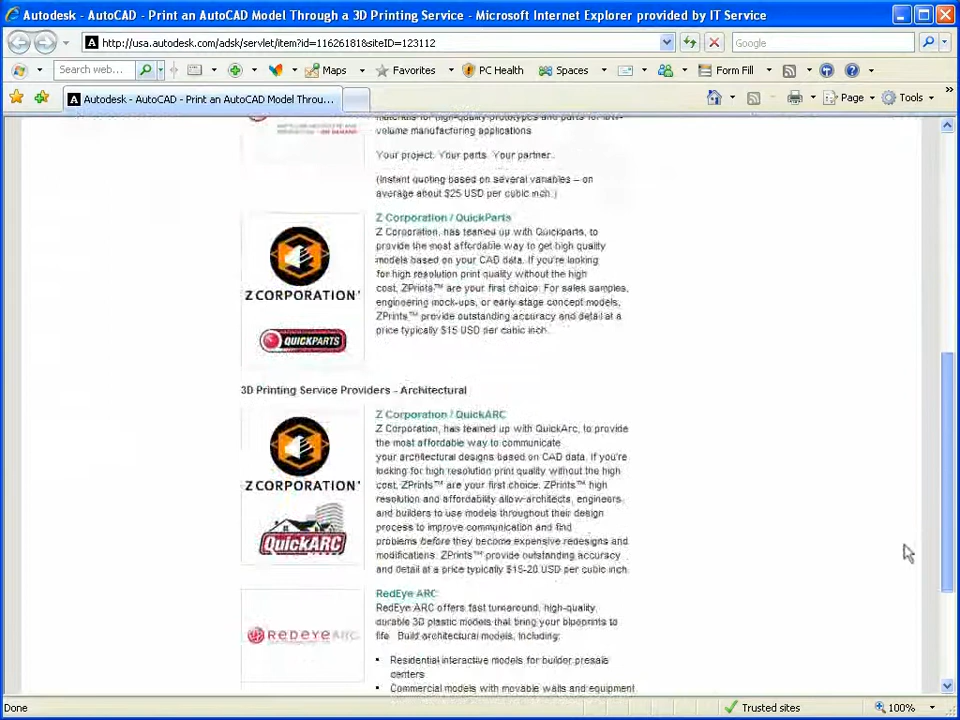 Autodesk - AutoCAD - Print an AutoCAD Model Through a 3D Printing Service - Microsoft Internet Explorer provided by IT Service
http://usa.autodesk.com/adsk/servlet/item?id=11626181&siteID=123112
Google
Search web...
Maps
Favorites
PC Health
Spaces
Form Fill
Autodesk - AutoCAD - Print an AutoCAD Model Throu...
Page
Tools
materials for high-quality prototypes and parts for low-
volume manufacturing applications
Your project. Your parts. Your partner.
(Instant quoting based on several variables – on
average about $25 USD per cubic inch.)
Z Corporation / QuickParts
Z Corporation, has teamed up with Quickparts, to
provide the most affordable way to get high quality
models based on your CAD data. If you're looking
for high resolution print quality without the high
cost, ZPrints™ are your first choice. For sales samples,
engineering mock-ups, or early stage concept models,
ZPrints™ provide outstanding accuracy and detail at a
price typically $15 USD per cubic inch.
Z CORPORATION
QUICKPARTS
3D Printing Service Providers - Architectural
Z Corporation / QuickARC
Z Corporation, has teamed up with QuickArc, to provide
the most affordable way to communicate
your architectural designs based on CAD data. If you're
looking for high resolution print quality without the high
cost, ZPrints™ are your first choice. ZPrints™ high
resolution and affordability allow architects, engineers
and builders to use models throughout their design
process to improve communication and find
problems before they become expensive redesigns and
modifications. ZPrints™ provide outstanding accuracy
and detail at a price typically $15-20 USD per cubic inch.
Z CORPORATION
QuickARC
RedEye ARC
RedEye ARC offers fast turnaround, high-quality,
durable 3D plastic models that bring your blueprints to
life. Build architectural models, including:
REDEYE ARC
Residential interactive models for builder presale
centers
Commercial models with movable walls and equipment
Done
Trusted sites
100%